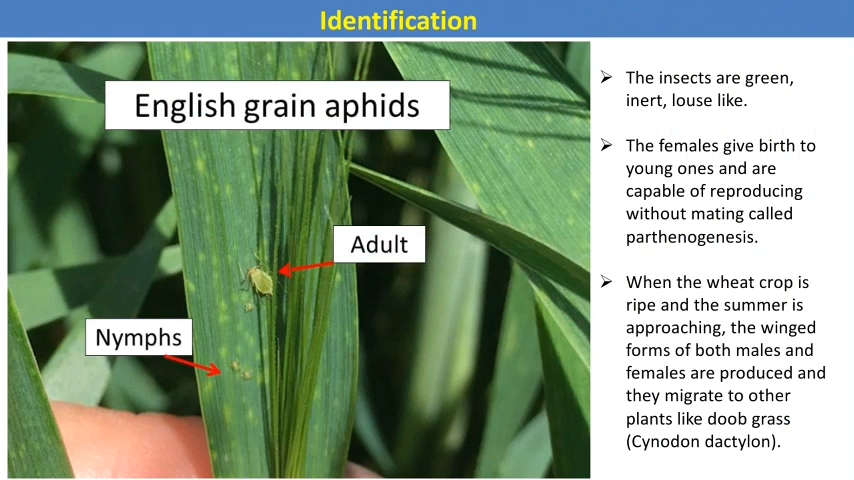 Identification
English grain aphids
Adult
Nymphs
➢ The insects are green,
inert, louse like.
➢ The females give birth to
young ones and are
capable of reproducing
without mating called
parthenogenesis.
➢ When the wheat crop is
ripe and the summer is
approaching, the winged
forms of both males and
females are produced and
they migrate to other
plants like doob grass
(Cynodon dactylon).